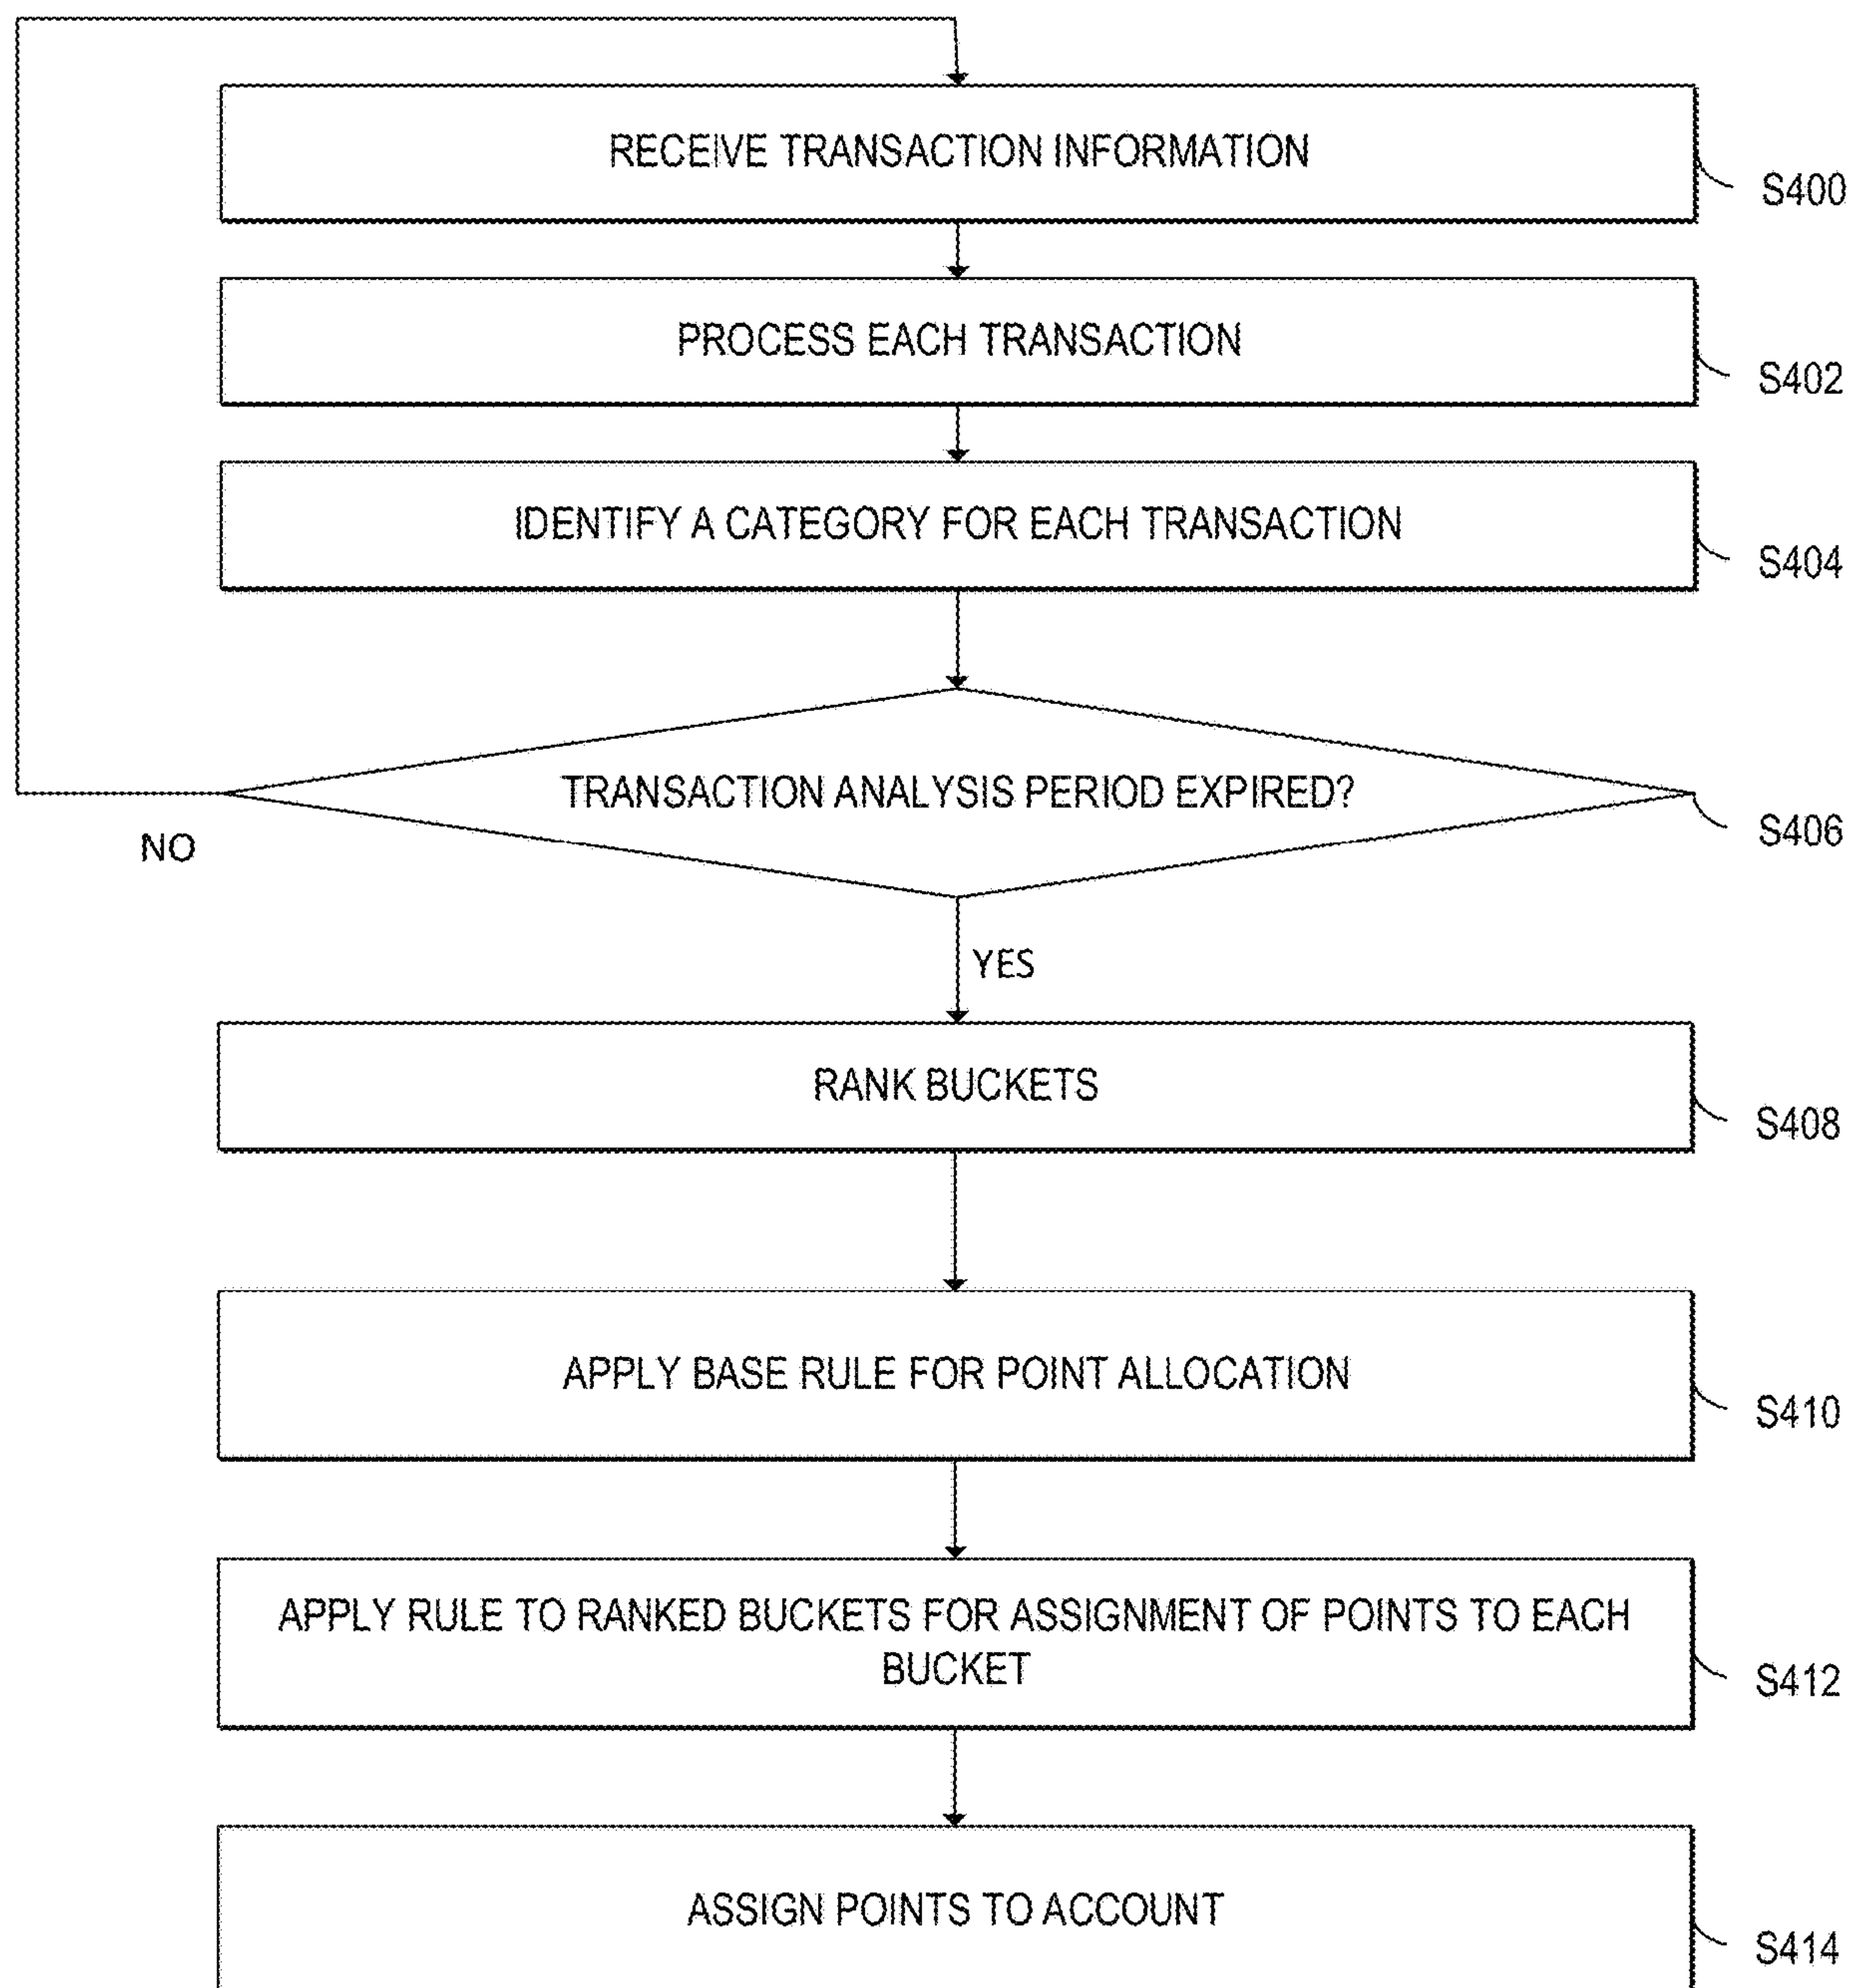 RECEIVE TRANSACTION INFORMATION
S400
PROCESS EACH TRANSACTION
S402
IDENTIFY A CATEGORY FOR EACH TRANSACTION
S404
TRANSACTION ANALYSIS PERIOD EXPIRED?
S406
NO
YES
RANK BUCKETS
S408
APPLY BASE RULE FOR POINT ALLOCATION
S410
APPLY RULE TO RANKED BUCKETS FOR ASSIGNMENT OF POINTS TO EACH
BUCKET
S412
ASSIGN POINTS TO ACCOUNT
S414